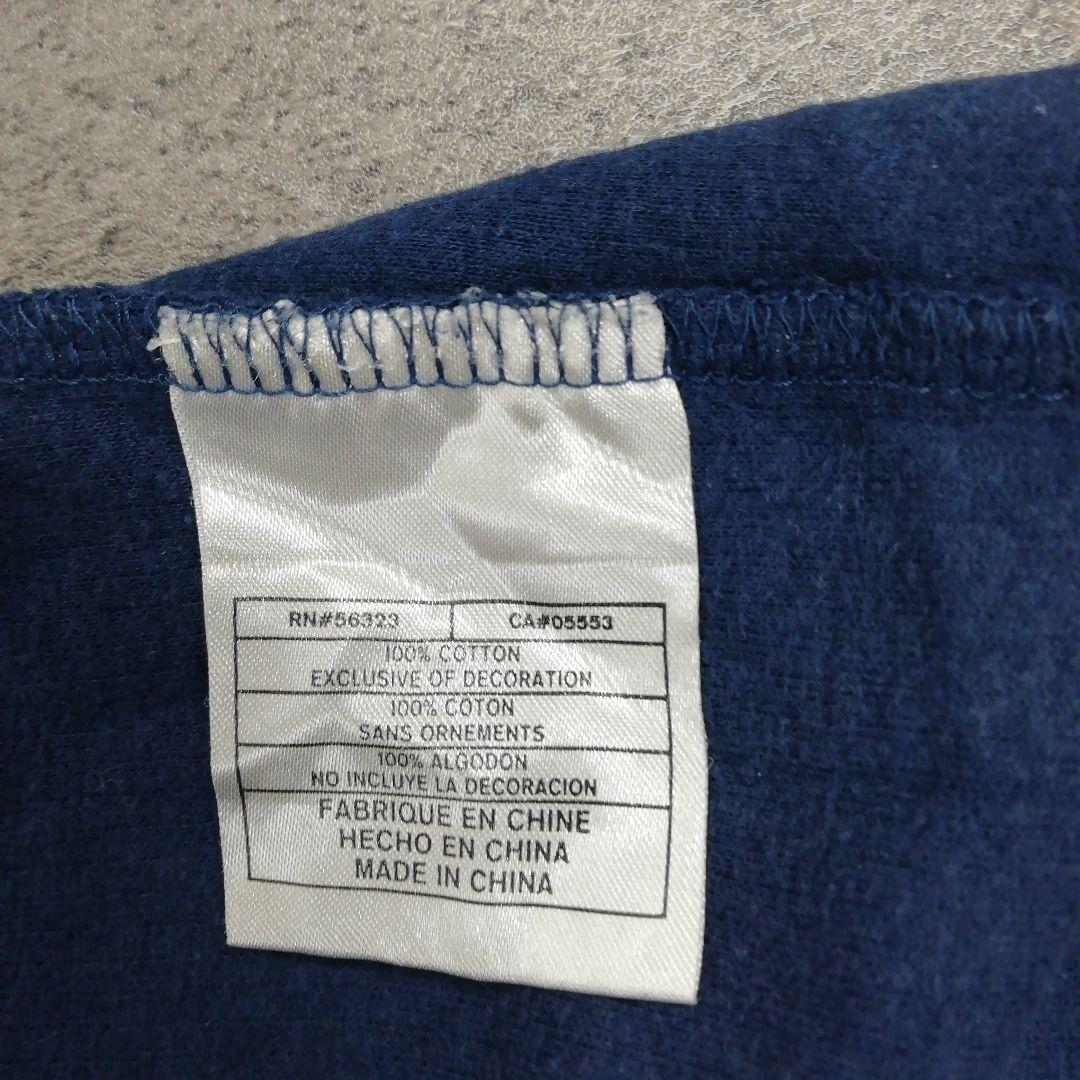 RN#56323 CA#05553
100% COTTON
EXCLUSIVE OF DECORATION
100% COTON
SANS ORNEMENTS
100% ALGODON
NO INCLUYE LA DECORACION
FABRIQUE EN CHINE
HECHO EN CHINA
MADE IN CHINA